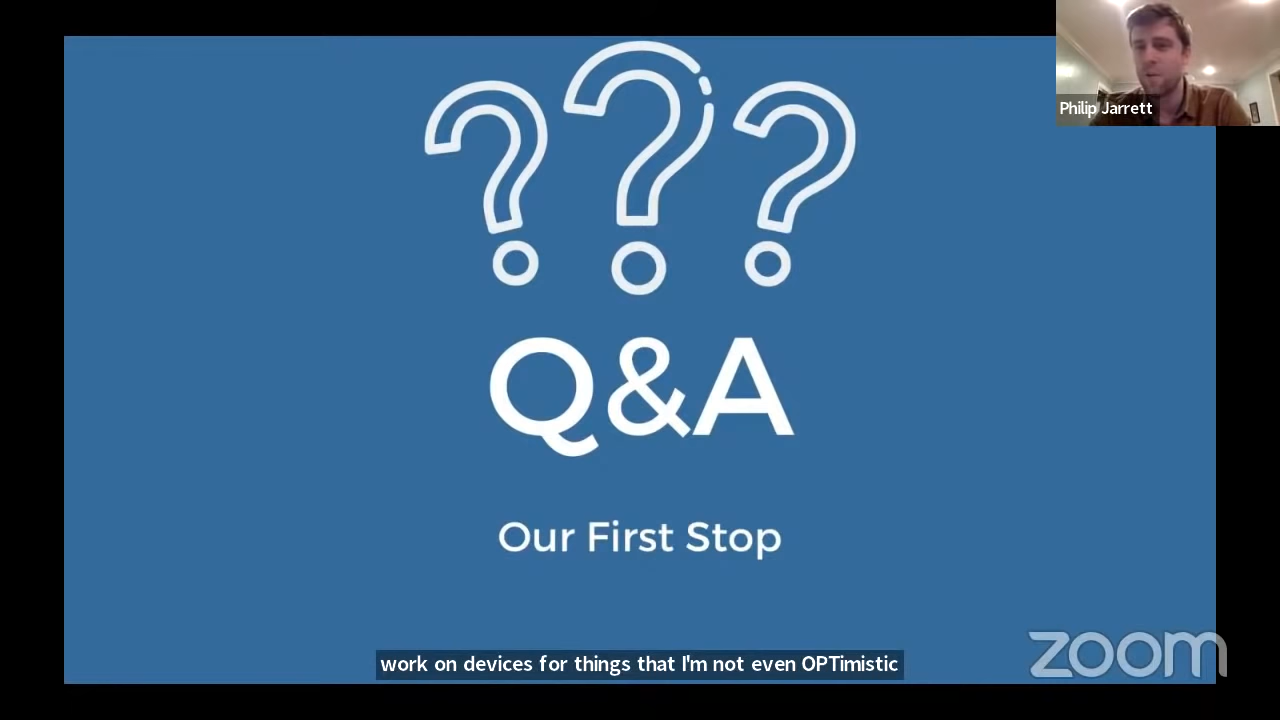 Philip Jarrett
???
Q&A
Our First Stop
work on devices for things that I'm not even OPTimistic
zoom